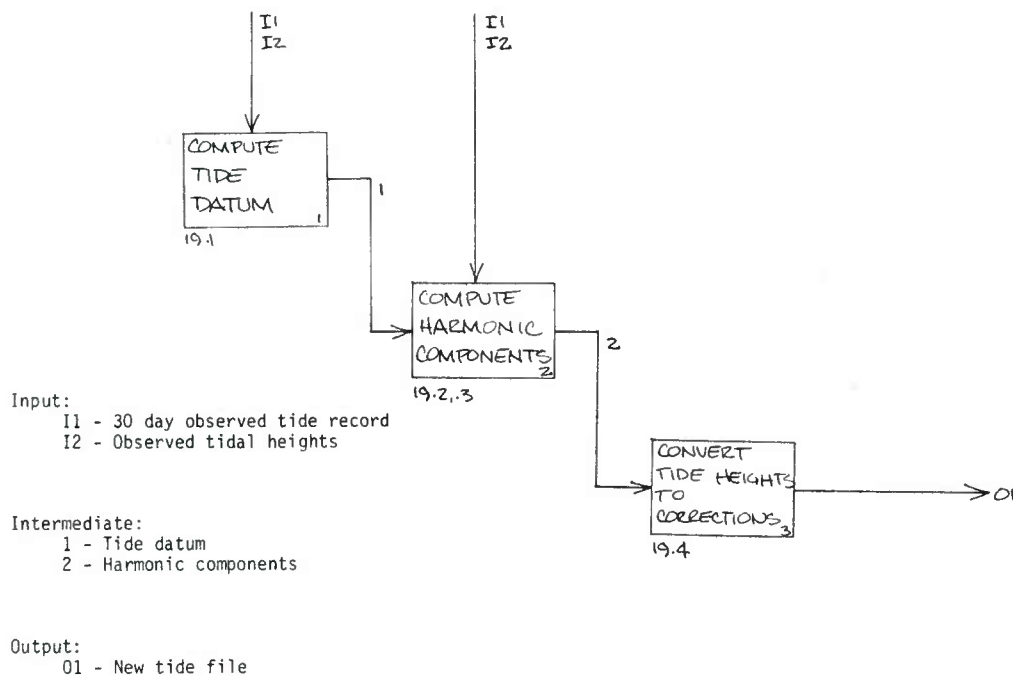 I1
I2
I1
I2
COMPUTE
TIDE
DATUM
1
19.1
1
COMPUTE
HARMONIC
COMPONENTS
2
19.2,.3
2
CONVERT
TIDE HEIGHTS
TO
CORRECTIONS
3
19.4
O1
Input:
I1 - 30 day observed tide record
I2 - Observed tidal heights
Intermediate:
1 - Tide datum
2 - Harmonic components
Output:
O1 - New tide file